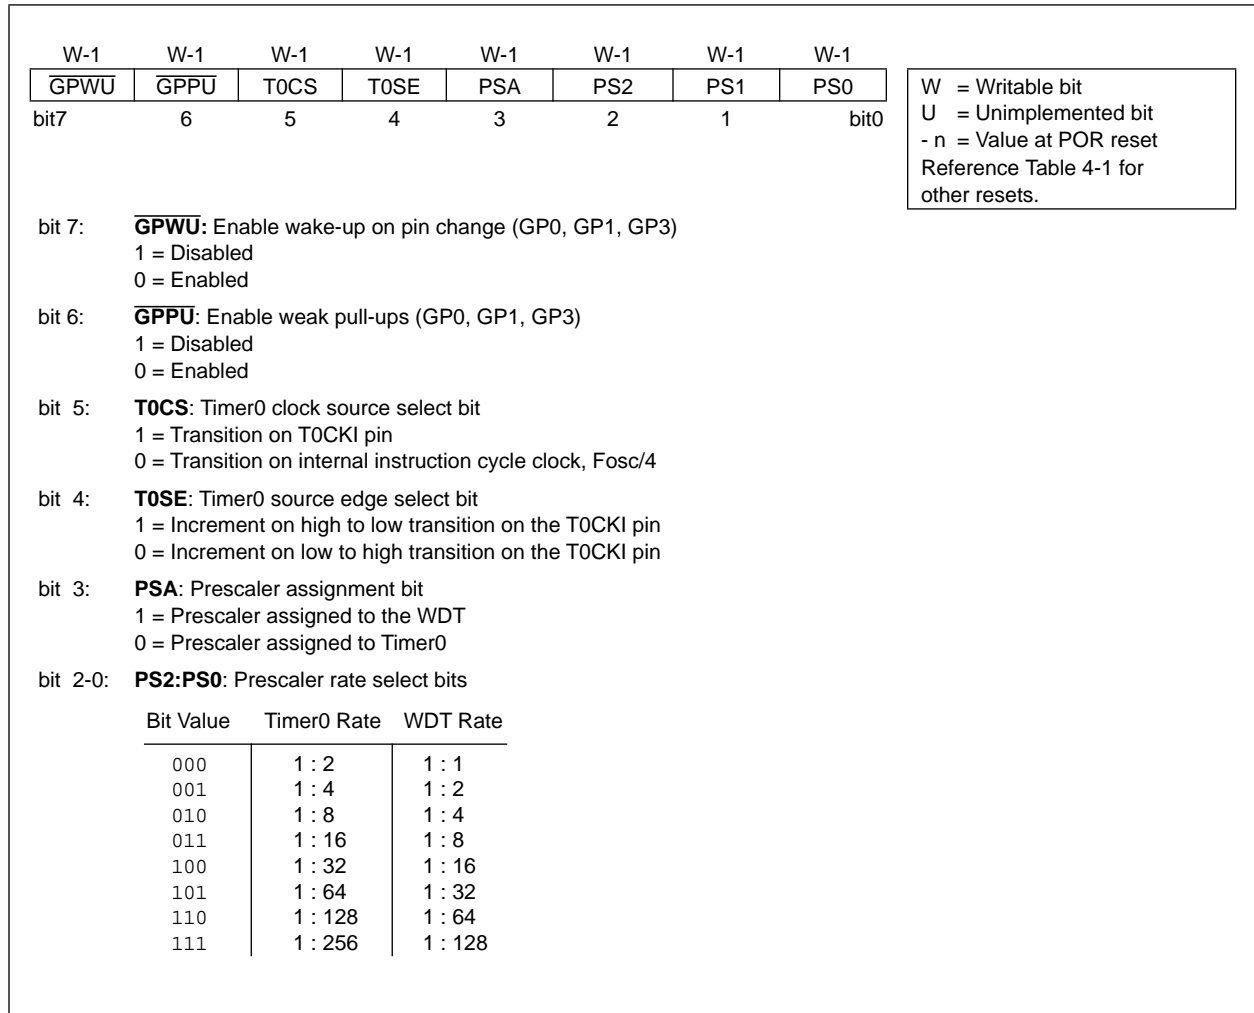 W-1 W-1 W-1 W-1 W-1 W-1 W-1 W-1
GPWU GPPU T0CS T0SE PSA PS2 PS1 PS0
bit7 6 5 4 3 2 1 bit0
W = Writable bit
U = Unimplemented bit
- n = Value at POR reset
Reference Table 4-1 for
other resets.
bit 7: GPWU: Enable wake-up on pin change (GP0, GP1, GP3)
1 = Disabled
0 = Enabled
bit 6: GPPU: Enable weak pull-ups (GP0, GP1, GP3)
1 = Disabled
0 = Enabled
bit 5: T0CS: Timer0 clock source select bit
1 = Transition on T0CKI pin
0 = Transition on internal instruction cycle clock, Fosc/4
bit 4: T0SE: Timer0 source edge select bit
1 = Increment on high to low transition on the T0CKI pin
0 = Increment on low to high transition on the T0CKI pin
bit 3: PSA: Prescaler assignment bit
1 = Prescaler assigned to the WDT
0 = Prescaler assigned to Timer0
bit 2-0: PS2:PS0: Prescaler rate select bits
Bit Value Timer0 Rate WDT Rate
000 1 : 2 1 : 1
001 1 : 4 1 : 2
010 1 : 8 1 : 4
011 1 : 16 1 : 8
100 1 : 32 1 : 16
101 1 : 64 1 : 32
110 1 : 128 1 : 64
111 1 : 256 1 : 128